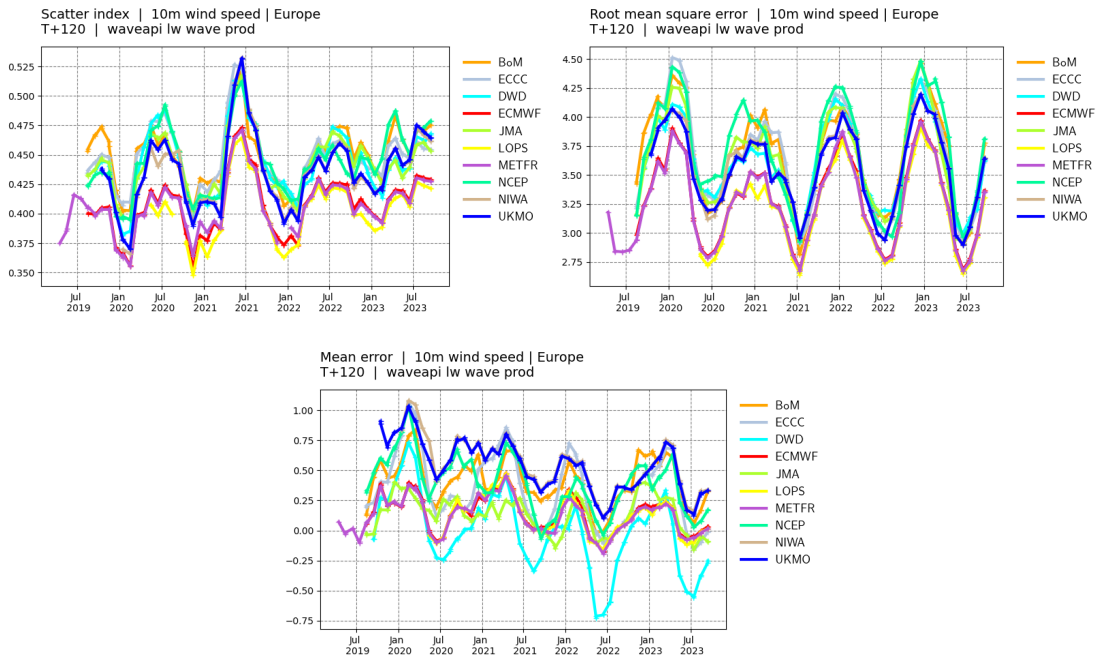 Scatter index  |  10m wind speed | Europe
T+120  |  waveapi lw wave prod
0.525
0.500
0.475
0.450
0.425
0.400
0.375
0.350
Jul
2019
Jan
2020
Jul
2020
Jan
2021
Jul
2021
Jan
2022
Jul
2022
Jan
2023
Jul
2023
BoM
ECCC
DWD
ECMWF
JMA
LOPS
METFR
NCEP
NIWA
UKMO
Root mean square error  |  10m wind speed | Europe
T+120  |  waveapi lw wave prod
4.50
4.25
4.00
3.75
3.50
3.25
3.00
2.75
Jul
2019
Jan
2020
Jul
2020
Jan
2021
Jul
2021
Jan
2022
Jul
2022
Jan
2023
Jul
2023
BoM
ECCC
DWD
ECMWF
JMA
LOPS
METFR
NCEP
NIWA
UKMO
Mean error  |  10m wind speed | Europe
T+120  |  waveapi lw wave prod
1.00
0.75
0.50
0.25
0.00
−0.25
−0.50
−0.75
Jul
2019
Jan
2020
Jul
2020
Jan
2021
Jul
2021
Jan
2022
Jul
2022
Jan
2023
Jul
2023
BoM
ECCC
DWD
ECMWF
JMA
LOPS
METFR
NCEP
NIWA
UKMO